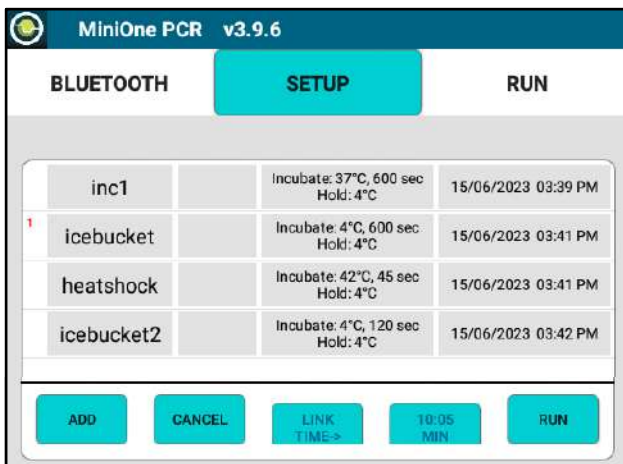 MiniOne PCR v3.9.6
BLUETOOTH SETUP RUN
inc1 Incubate: 37°C, 600 sec 15/06/2023 03:39 PM
Hold: 4°C
1 icebucket Incubate: 4°C, 600 sec 15/06/2023 03:41 PM
Hold: 4°C
heatshock Incubate: 42°C, 45 sec 15/06/2023 03:41 PM
Hold: 4°C
icebucket2 Incubate: 4°C, 120 sec 15/06/2023 03:42 PM
Hold: 4°C
ADD CANCEL LINK 10:05 RUN
TIME-> MIN